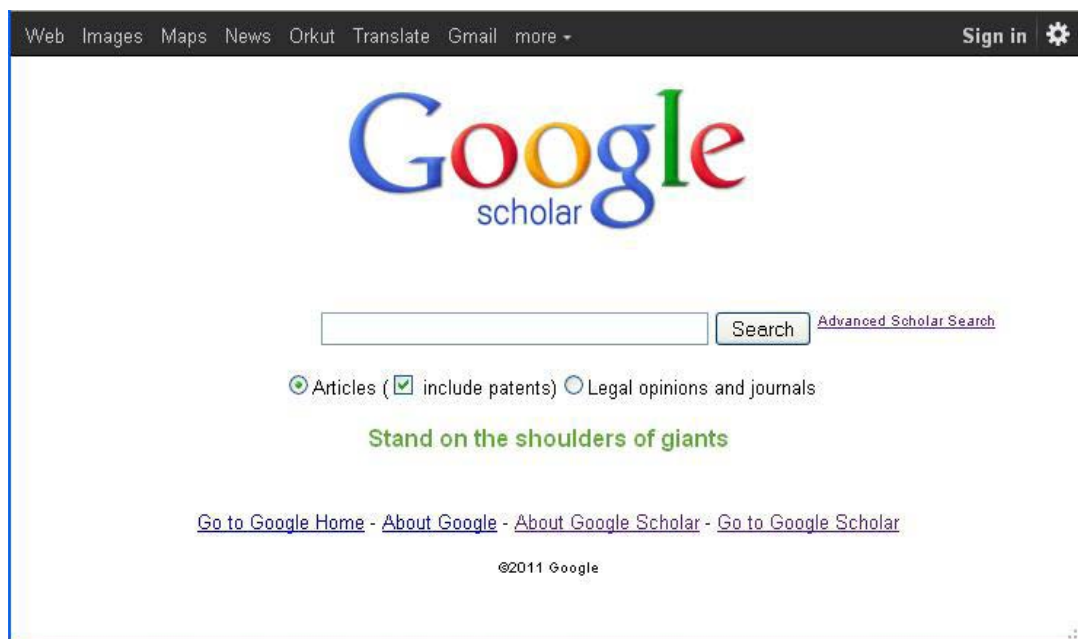 Web Images Maps News Orkut Translate Gmail more Sign in
Google
scholar
Search Advanced Scholar Search
Articles ( include patents) Legal opinions and journals
Stand on the shoulders of giants
Go to Google Home - About Google - About Google Scholar - Go to Google Scholar
©2011 Google